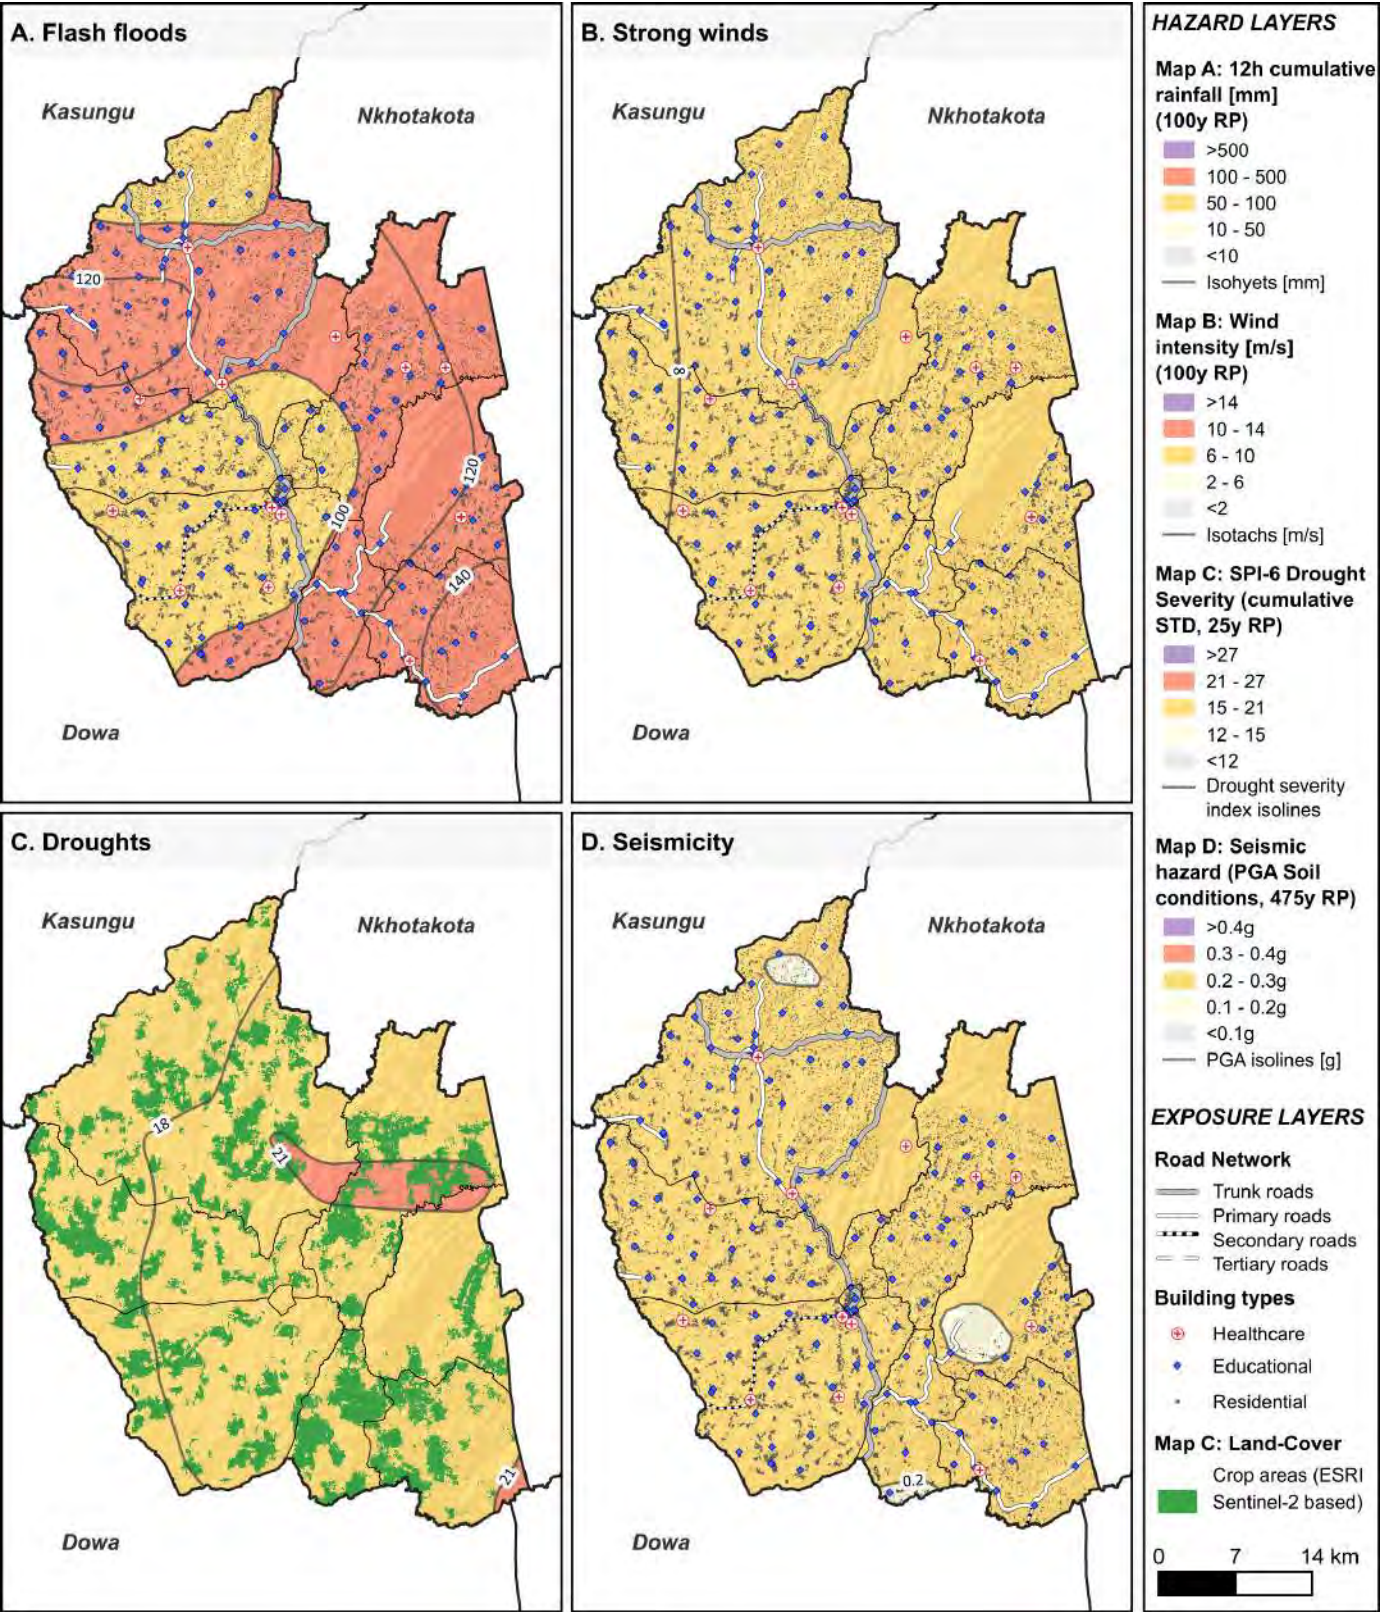 A. Flash floods
Kasungu
Nkhotakota
120
120
100
140
Dowa
B. Strong winds
Kasungu
Nkhotakota
8
Dowa
C. Droughts
Kasungu
Nkhotakota
18
21
21
Dowa
D. Seismicity
Kasungu
Nkhotakota
0.2
Dowa
HAZARD LAYERS
Map A: 12h cumulative
rainfall [mm]
(100y RP)
>500
100 - 500
50 - 100
10 - 50
<10
Isohyets [mm]
Map B: Wind
intensity [m/s]
(100y RP)
>14
10 - 14
6 - 10
2 - 6
<2
Isotachs [m/s]
Map C: SPI-6 Drought
Severity (cumulative
STD, 25y RP)
>27
21 - 27
15 - 21
12 - 15
<12
Drought severity
index isolines
Map D: Seismic
hazard (PGA Soil
conditions, 475y RP)
>0.4g
0.3 - 0.4g
0.2 - 0.3g
0.1 - 0.2g
<0.1g
PGA isolines [g]
EXPOSURE LAYERS
Road Network
Trunk roads
Primary roads
Secondary roads
Tertiary roads
Building types
Healthcare
Educational
Residential
Map C: Land-Cover
Crop areas (ESRI
Sentinel-2 based)
0 7 14 km